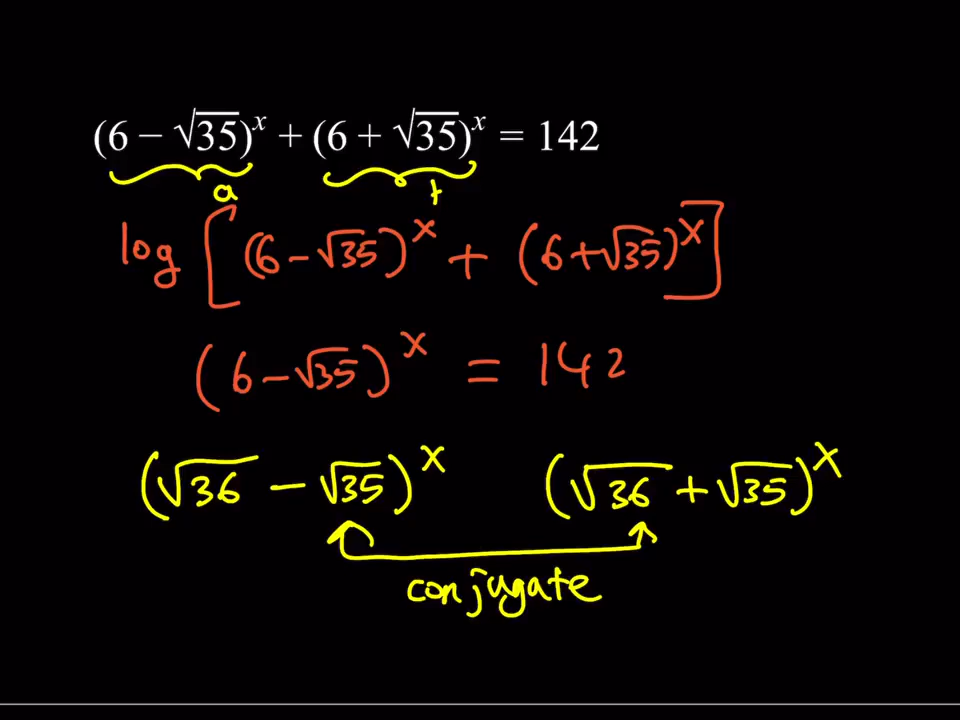 (6 − √35)^x + (6 + √35)^x = 142
a t
log [(6 − √35)^x + (6 + √35)^x]
(6 − √35)^x = 142
(√36 − √35)^x (√36 + √35)^x
conjugate